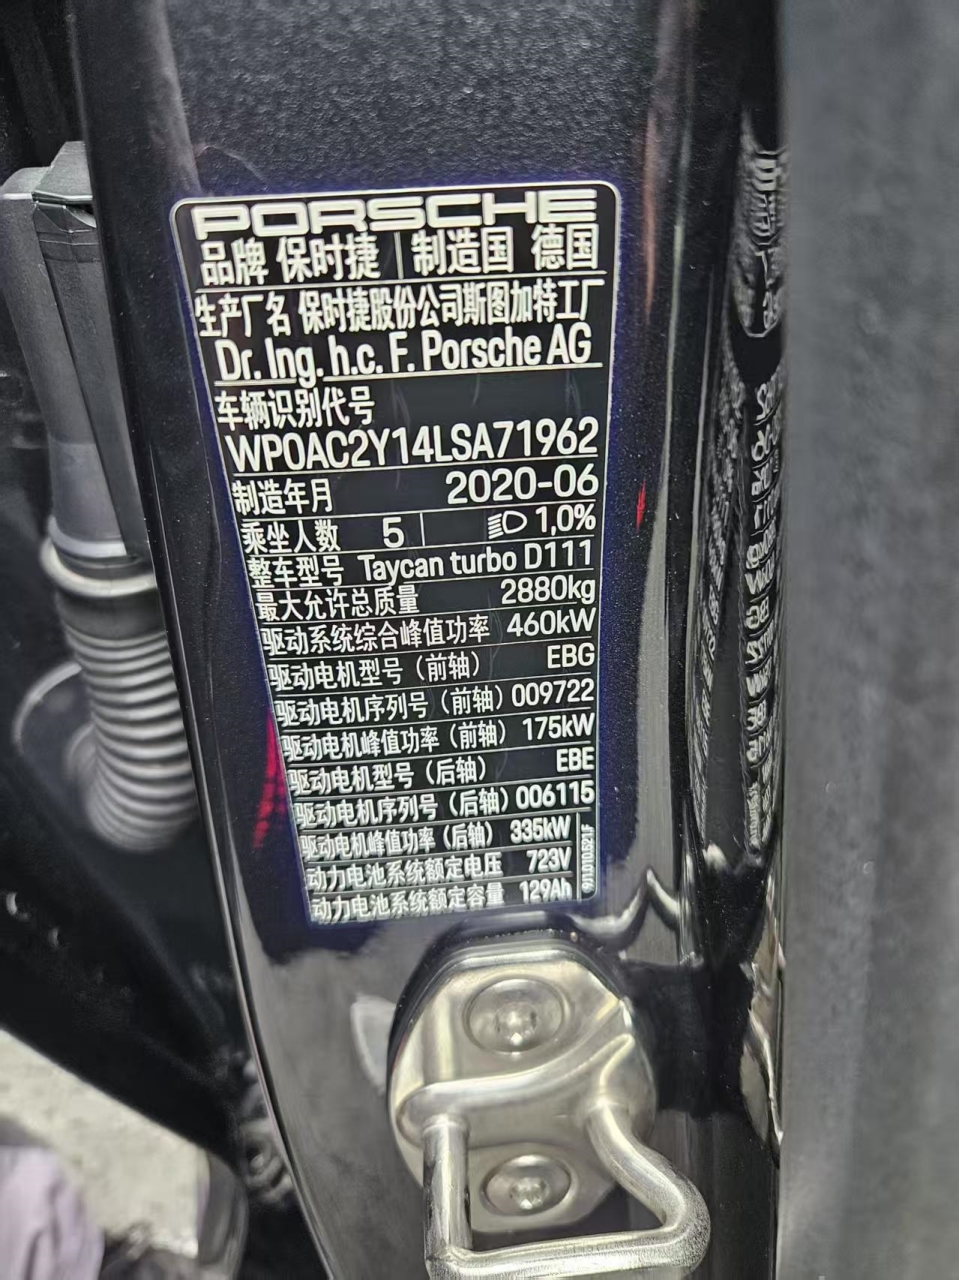 PORSCHE
品牌 保时捷 制造国 德国
生产厂名 保时捷股份公司斯图加特工厂
Dr. Ing. h.c. F. Porsche AG
车辆识别代号
WP0AC2Y14LSA71962
制造年月 2020-06
乘坐人数 5 1,0%
整车型号 Taycan turbo D111
最大允许总质量 2880kg
驱动系统综合峰值功率 460kW
驱动电机型号（前轴） EBG
驱动电机序列号（前轴） 009722
驱动电机峰值功率（前轴） 175kW
驱动电机型号（后轴） EBE
驱动电机序列号（后轴） 006115
驱动电机峰值功率（后轴） 335kW
动力电池系统额定电压 723V
动力电池系统额定容量 129Ah